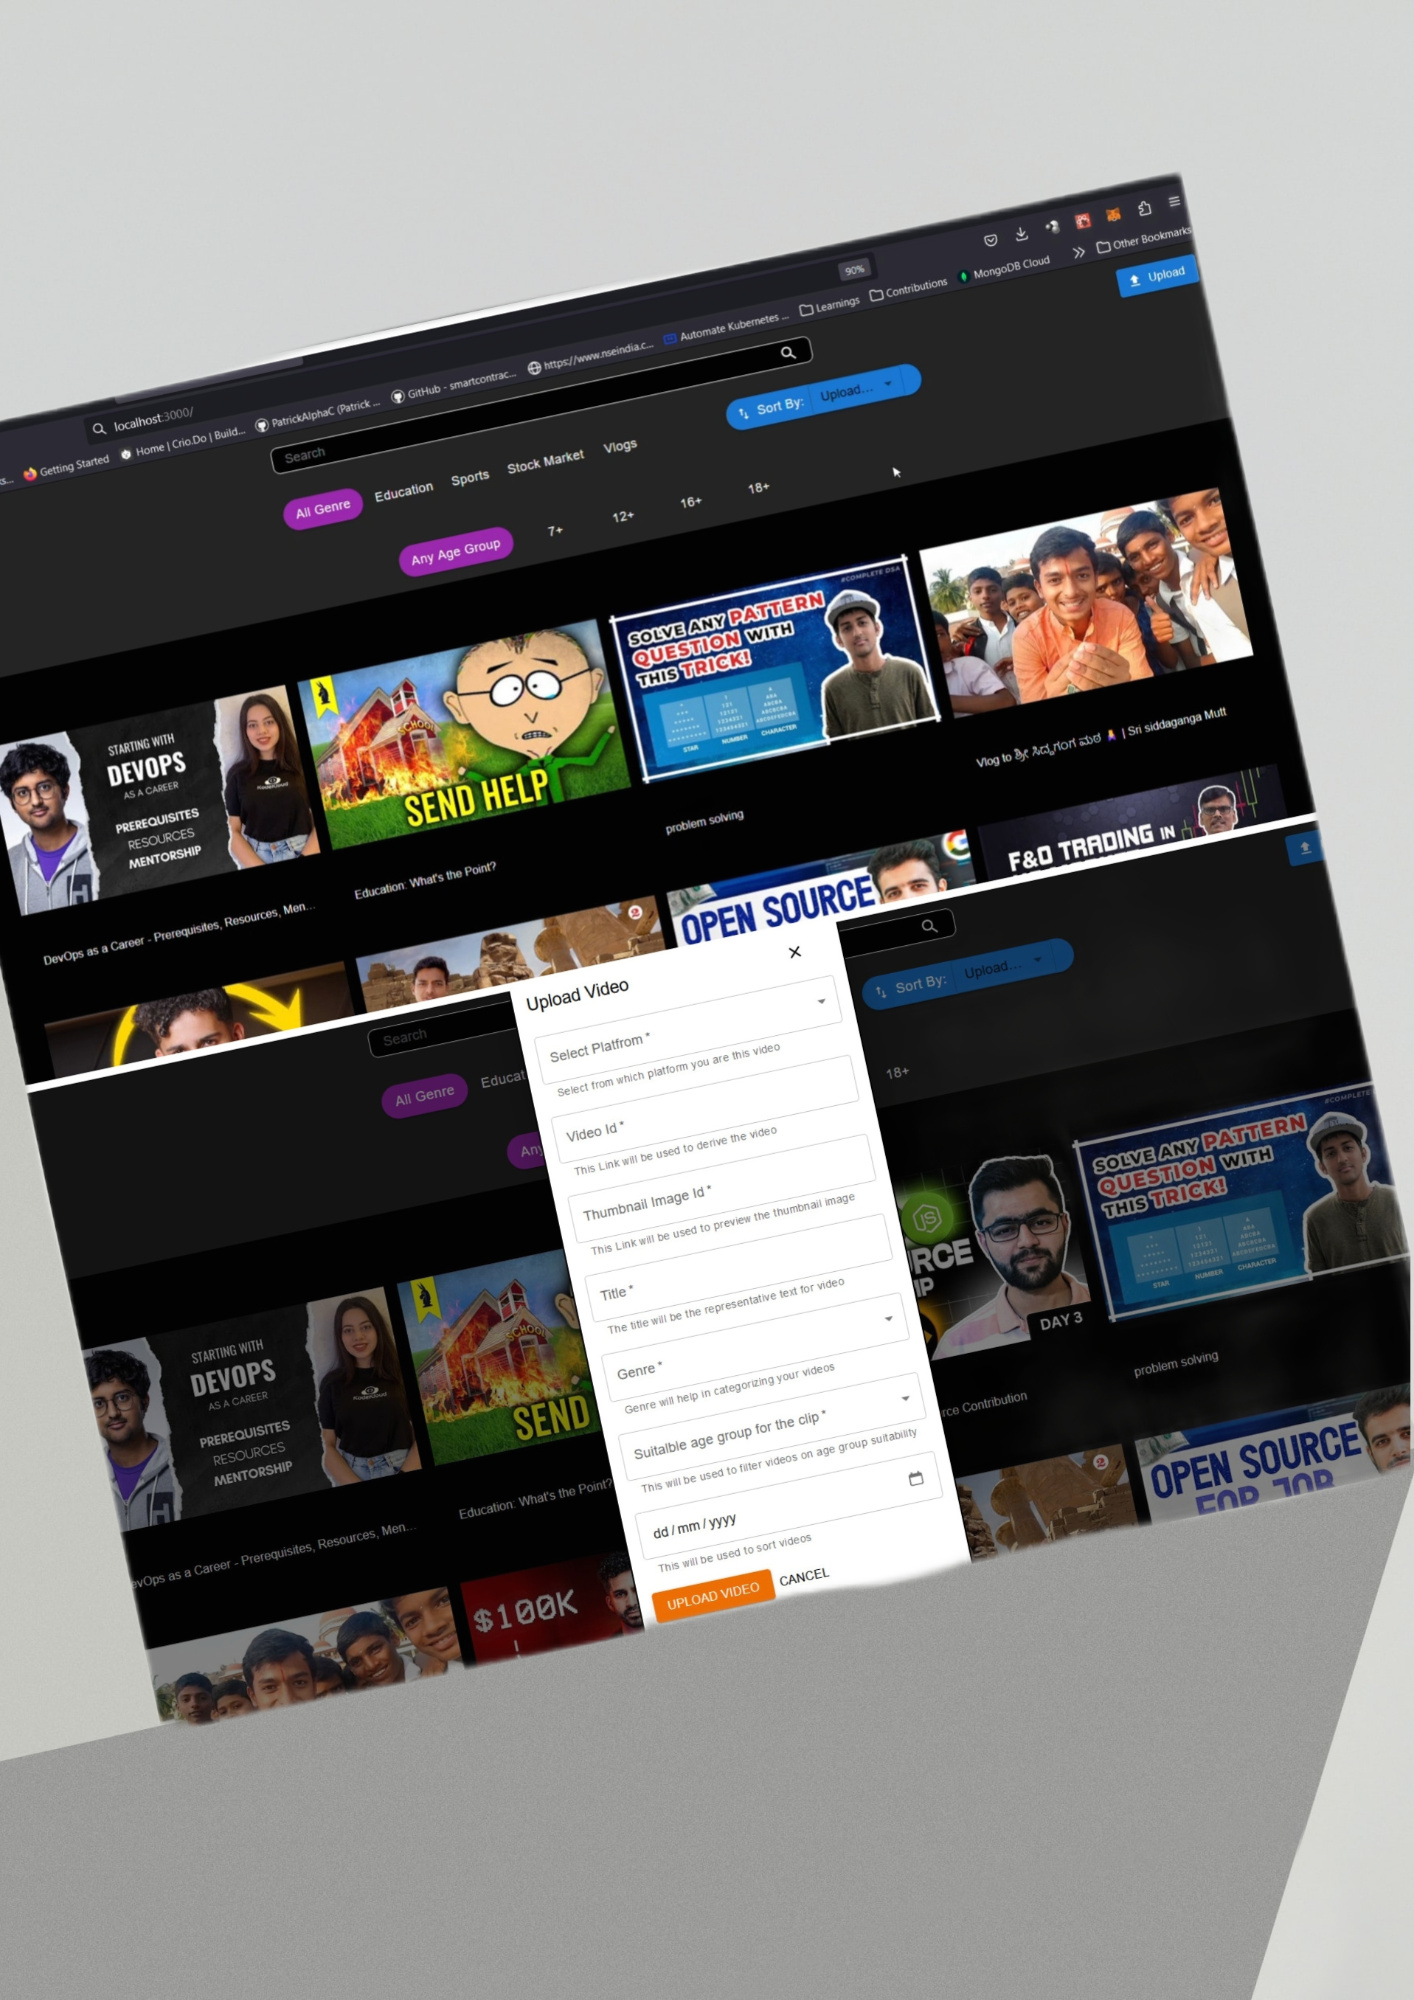 localhost:3000/
90%
Getting Started
Home | Crio.Do | Build...
PatrickAlphaC (Patrick ...
GitHub - smartcontrac...
https://www.nseindia.c...
Automate Kubernetes ...
Learnings
Contributions
MongoDB Cloud
Other Bookmarks
Upload
Search
Sort By:
Upload...
All Genre
Education
Sports
Stock Market
Vlogs
Any Age Group
7+
12+
16+
18+
STARTING WITH
DEVOPS
AS A CAREER
PREREQUISITES
RESOURCES
MENTORSHIP
DevOps as a Career - Prerequisites, Resources, Men...
SCHOOL
SEND HELP
Education: What's the Point?
#COMPLETE DSA
SOLVE ANY PATTERN
QUESTION WITH
THIS TRICK!
STAR
NUMBER
CHARACTER
problem solving
Vlog to ಶ್ರೀ ಸಿದ್ಧಗಂಗ ಮಠ | Sri siddaganga Mutt
2
OPEN SOURCE
F&O TRADING IN
Search
Sort By:
Upload...
All Genre
Educat
Any
18+
Upload Video
Select Platfrom *
Select from which platform you are this video
Video Id *
This Link will be used to derive the video
Thumbnail Image Id *
This Link will be used to preview the thumbnail image
Title *
The title will be the representative text for video
Genre *
Genre will help in categorizing your videos
Suitalble age group for the clip *
This will be used to filter videos on age group suitability
dd / mm / yyyy
This will be used to sort videos
UPLOAD VIDEO
CANCEL
STARTING WITH
DEVOPS
AS A CAREER
PREREQUISITES
RESOURCES
MENTORSHIP
evOps as a Career - Prerequisites, Resources, Men...
SCHOOL
SEND
Education: What's the Point?
JS
RCE
IP
DAY 3
rce Contribution
#COMPLETE
SOLVE ANY PATTERN
QUESTION WITH
THIS TRICK!
STAR
NUMBER
CHARACTER
problem solving
$100K
2
OPEN SOURCE
FOR JOB